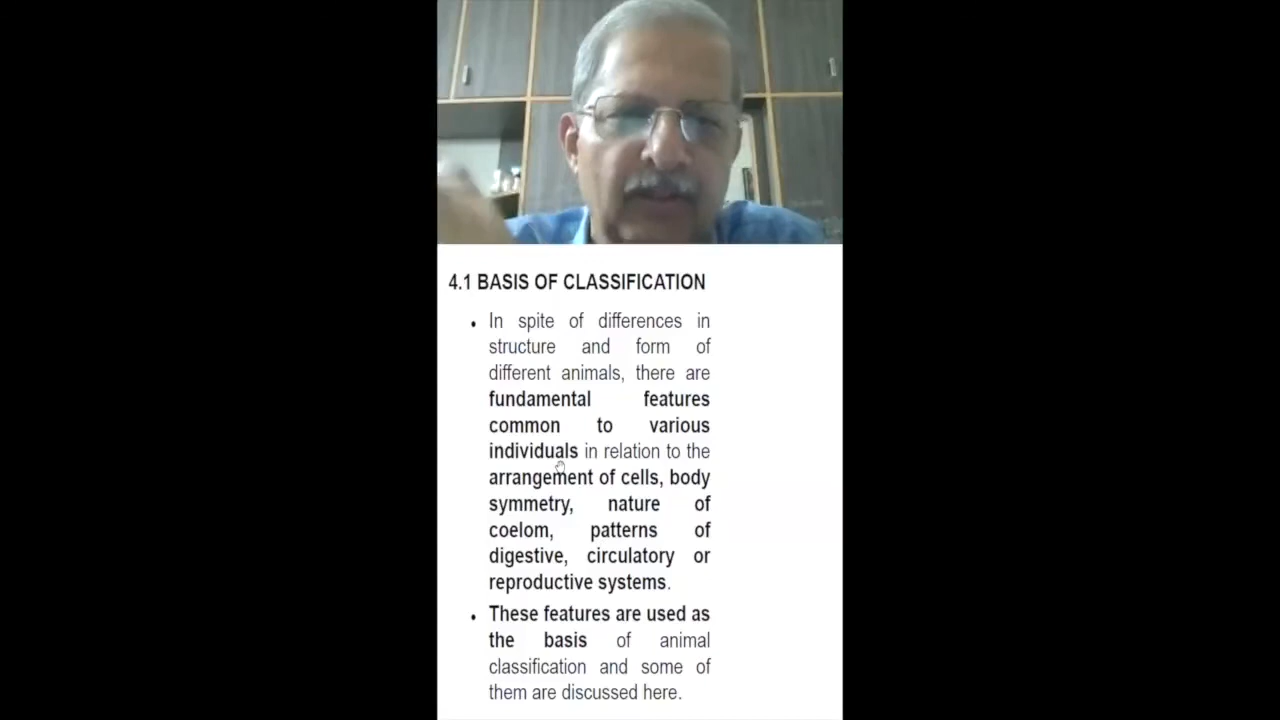 4.1 BASIS OF CLASSIFICATION
• In spite of differences in
structure and form of
different animals, there are
fundamental features
common to various
individuals in relation to the
arrangement of cells, body
symmetry, nature of
coelom, patterns of
digestive, circulatory or
reproductive systems.
• These features are used as
the basis of animal
classification and some of
them are discussed here.